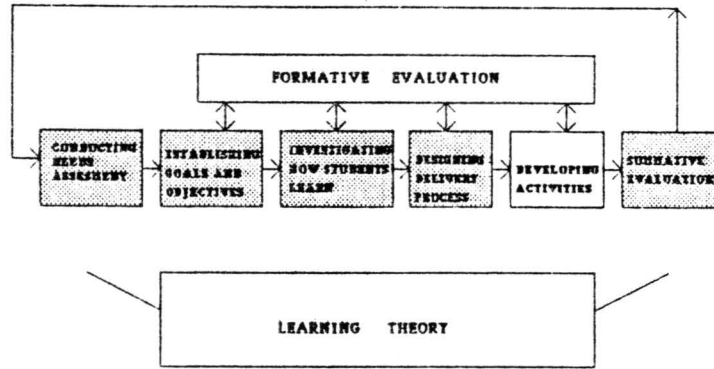 FORMATIVE EVALUATION
CONDUCTING
NEEDS
ASSESMENT
ESTABLISHING
GOALS AND
OBJECTIVES
INVESTIGATING
HOW STUDENTS
LEARN
DESIGNING
DELIVERY
PROCESS
DEVELOPING
ACTIVITIES
SUMMATIVE
EVALUATION
LEARNING THEORY